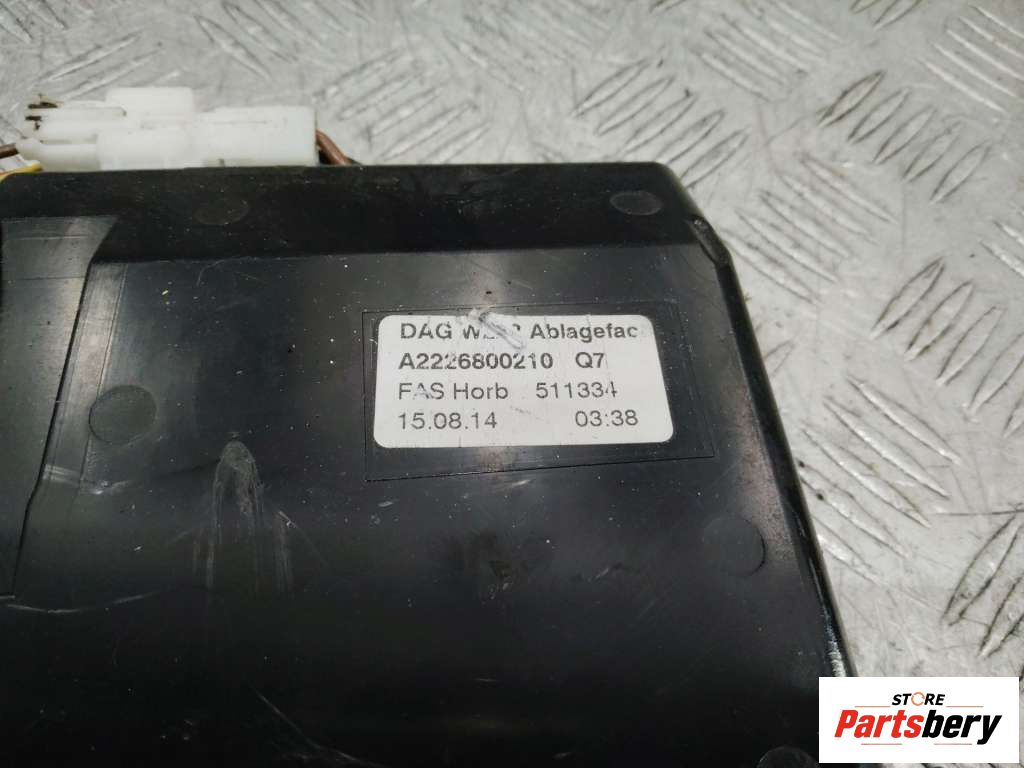 DAG Ablagefac
A2226800210 Q7
FAS Horb 511334
15.08.14 03:38
STORE
Partsbery